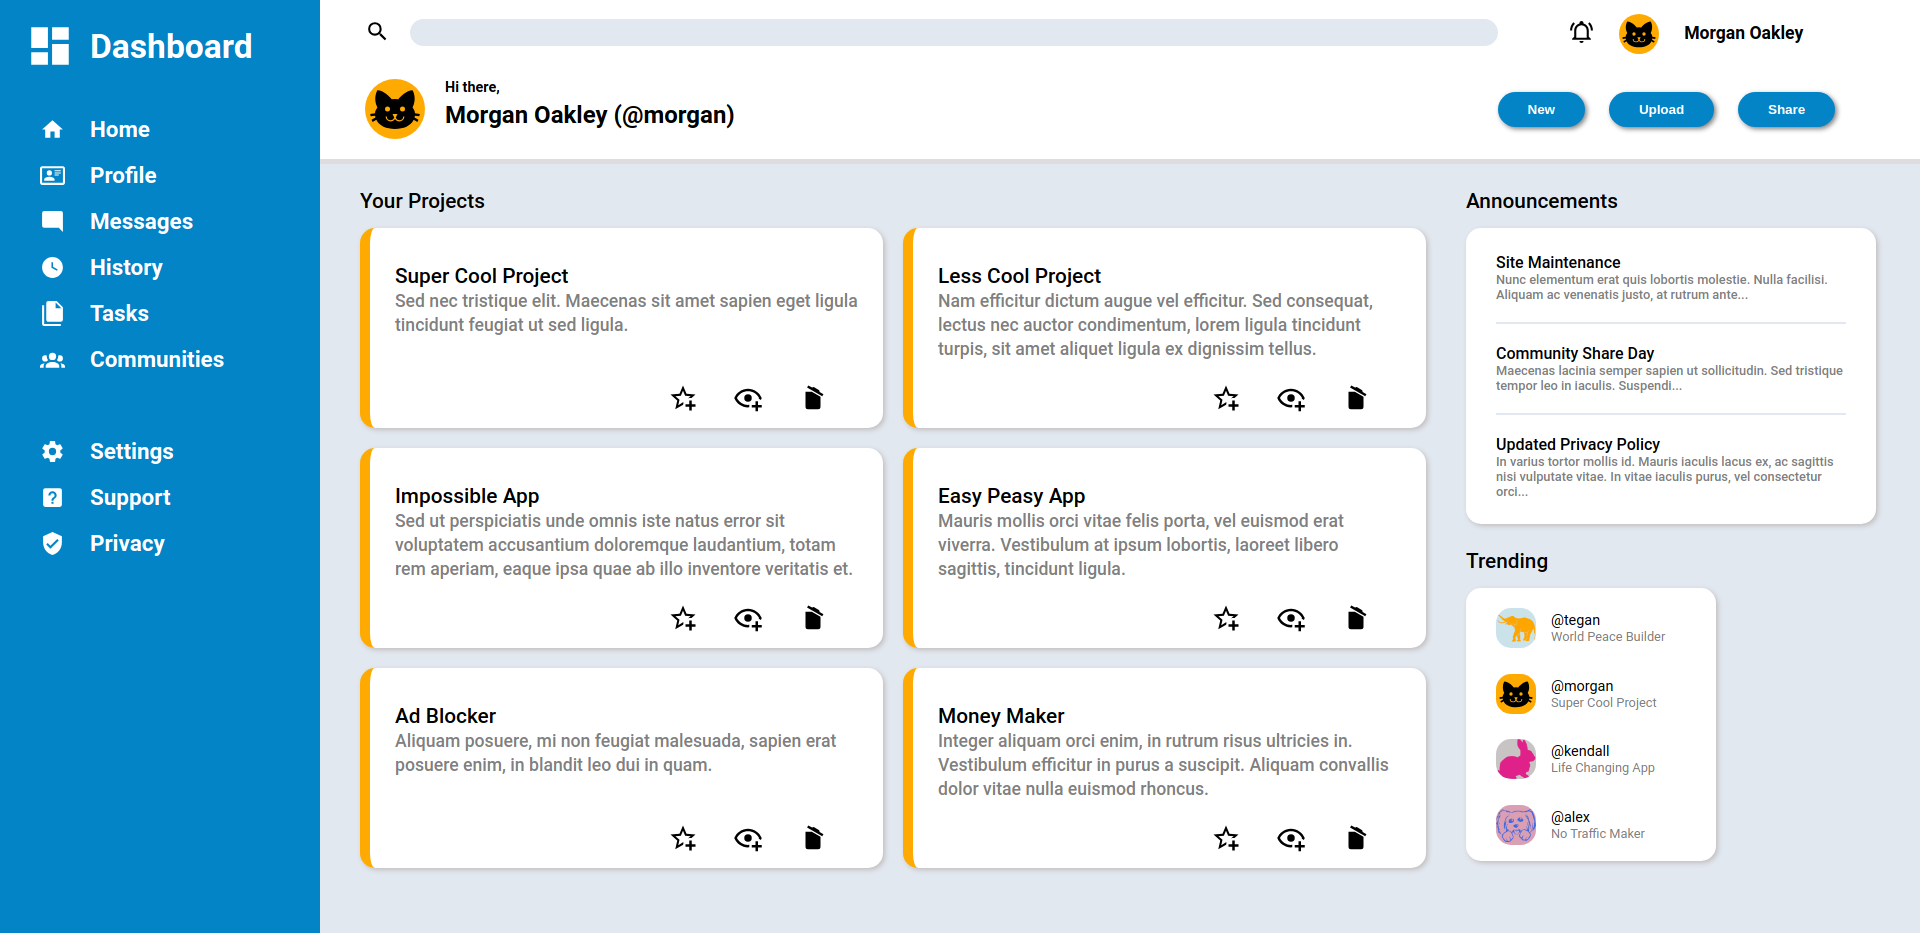 Dashboard
Home
Profile
Messages
History
Tasks
Communities
Settings
Support
Privacy
Morgan Oakley
Hi there,
Morgan Oakley (@morgan)
New
Upload
Share
Your Projects
Super Cool Project
Sed nec tristique elit. Maecenas sit amet sapien eget ligula
tincidunt feugiat ut sed ligula.
Less Cool Project
Nam efficitur dictum augue vel efficitur. Sed consequat,
lectus nec auctor condimentum, lorem ligula tincidunt
turpis, sit amet aliquet ligula ex dignissim tellus.
Impossible App
Sed ut perspiciatis unde omnis iste natus error sit
voluptatem accusantium doloremque laudantium, totam
rem aperiam, eaque ipsa quae ab illo inventore veritatis et.
Easy Peasy App
Mauris mollis orci vitae felis porta, vel euismod erat
viverra. Vestibulum at ipsum lobortis, laoreet libero
sagittis, tincidunt ligula.
Ad Blocker
Aliquam posuere, mi non feugiat malesuada, sapien erat
posuere enim, in blandit leo dui in quam.
Money Maker
Integer aliquam orci enim, in rutrum risus ultricies in.
Vestibulum efficitur in purus a suscipit. Aliquam convallis
dolor vitae nulla euismod rhoncus.
Announcements
Site Maintenance
Nunc elementum erat quis lobortis molestie. Nulla facilisi.
Aliquam ac venenatis justo, at rutrum ante...
Community Share Day
Maecenas lacinia semper sapien ut sollicitudin. Sed tristique
tempor leo in iaculis. Suspendi...
Updated Privacy Policy
In varius tortor mollis id. Mauris iaculis lacus ex, ac sagittis
nisi vulputate vitae. In vitae iaculis purus, vel consectetur
orci...
Trending
@tegan
World Peace Builder
@morgan
Super Cool Project
@kendall
Life Changing App
@alex
No Traffic Maker